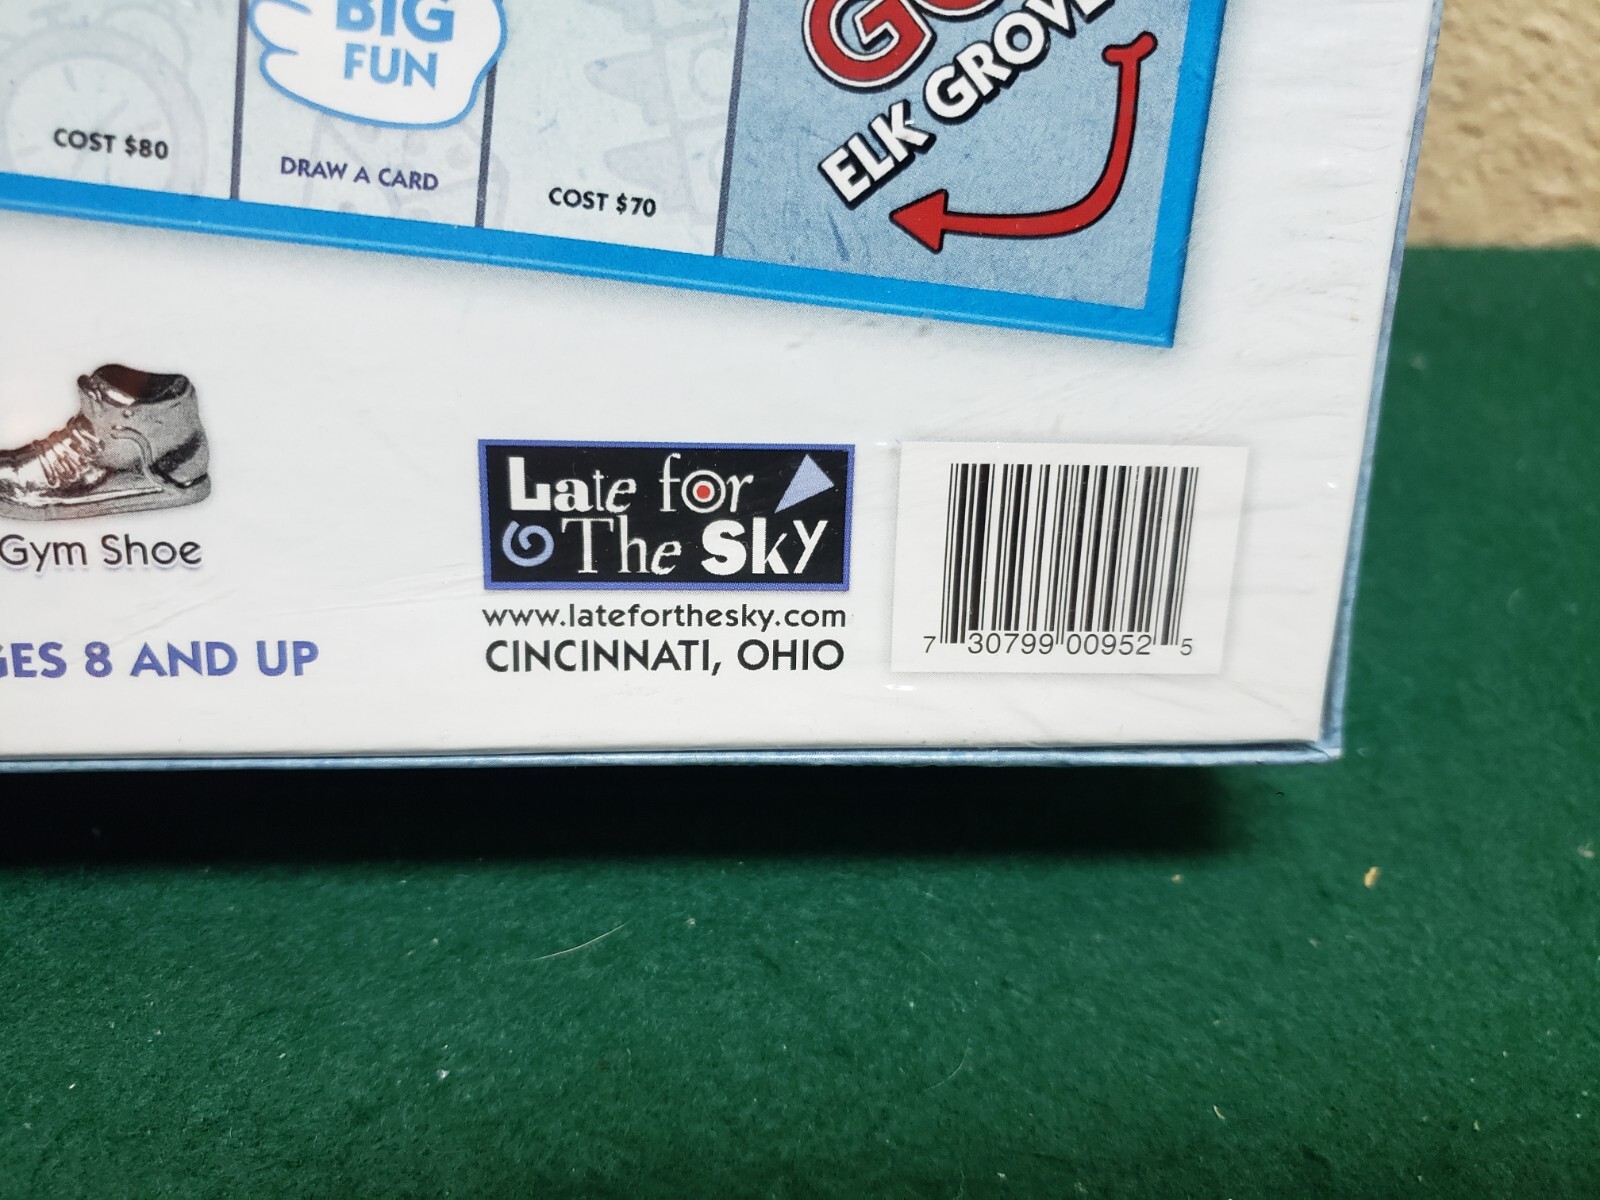 BIG
FUN
COST $80
DRAW A CARD
COST $70
ELK GROVE
Gym Shoe
Late for
The Sky
www.lateforthesky.com
CINCINNATI, OHIO
8 AND UP
7 30799 00952 5